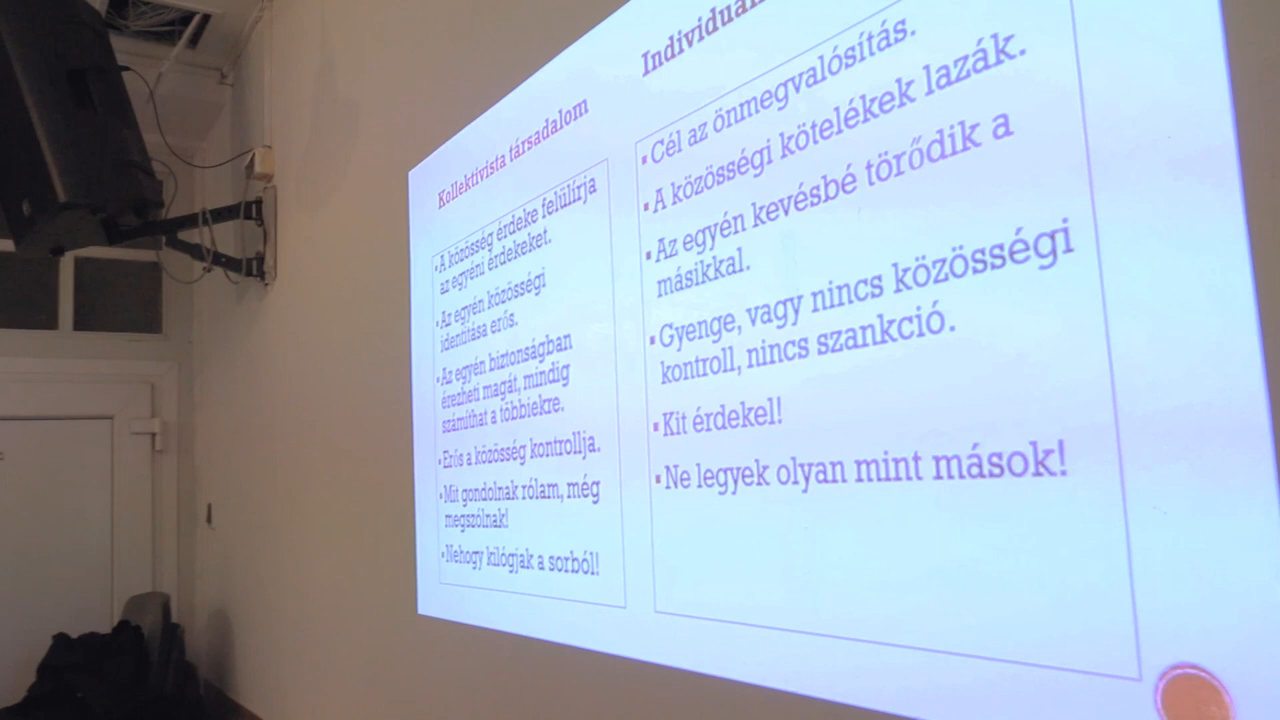 Kollektivista társadalom
▪A közösség érdeke felülírja
az egyéni érdekeket.
▪Az egyén közösségi
identitása erős.
▪Az egyén biztonságban
érezheti magát, mindig
számíthat a többiekre.
▪Erős a közösség kontrollja.
▪Mit gondolnak rólam, még
megszólnak!
▪Nehogy kilógjak a sorból!
▪Cél az önmegvalósítás.
▪A közösségi kötelékek lazák.
▪Az egyén kevésbé törődik a
másikkal.
▪Gyenge, vagy nincs közösségi
kontroll, nincs szankció.
▪Kit érdekel!
▪Ne legyek olyan mint mások!